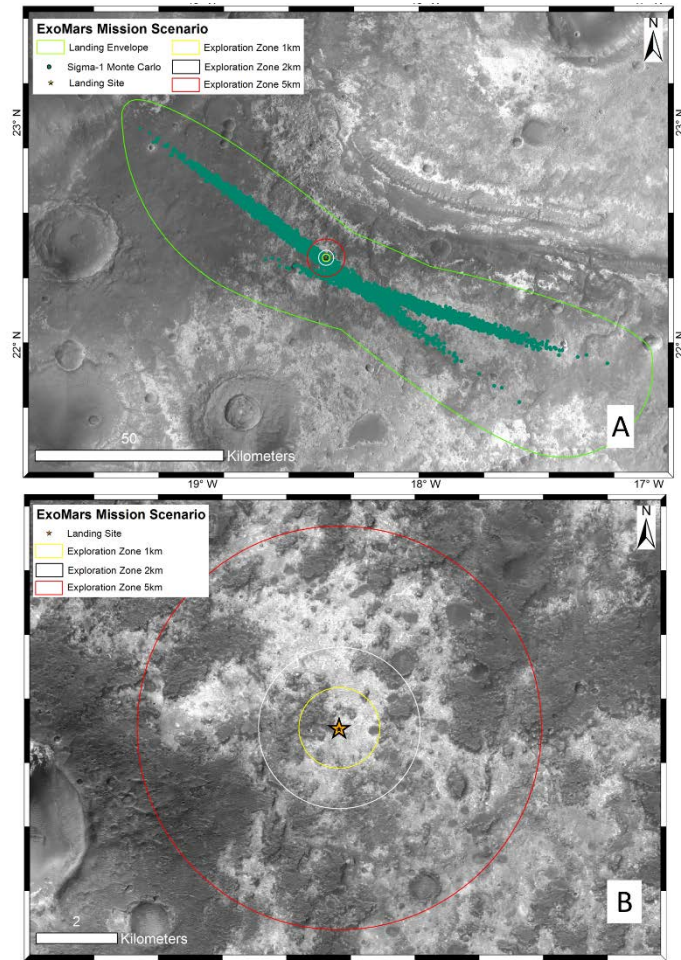 ExoMars Mission Scenario
Landing Envelope
Exploration Zone 1km
Sigma-1 Monte Carlo
Exploration Zone 2km
Landing Site
Exploration Zone 5km
N
23° N
23° N
22° N
22° N
50
Kilometers
A
19° W
18° W
17° W
ExoMars Mission Scenario
Landing Site
Exploration Zone 1km
Exploration Zone 2km
Exploration Zone 5km
N
2
Kilometers
B